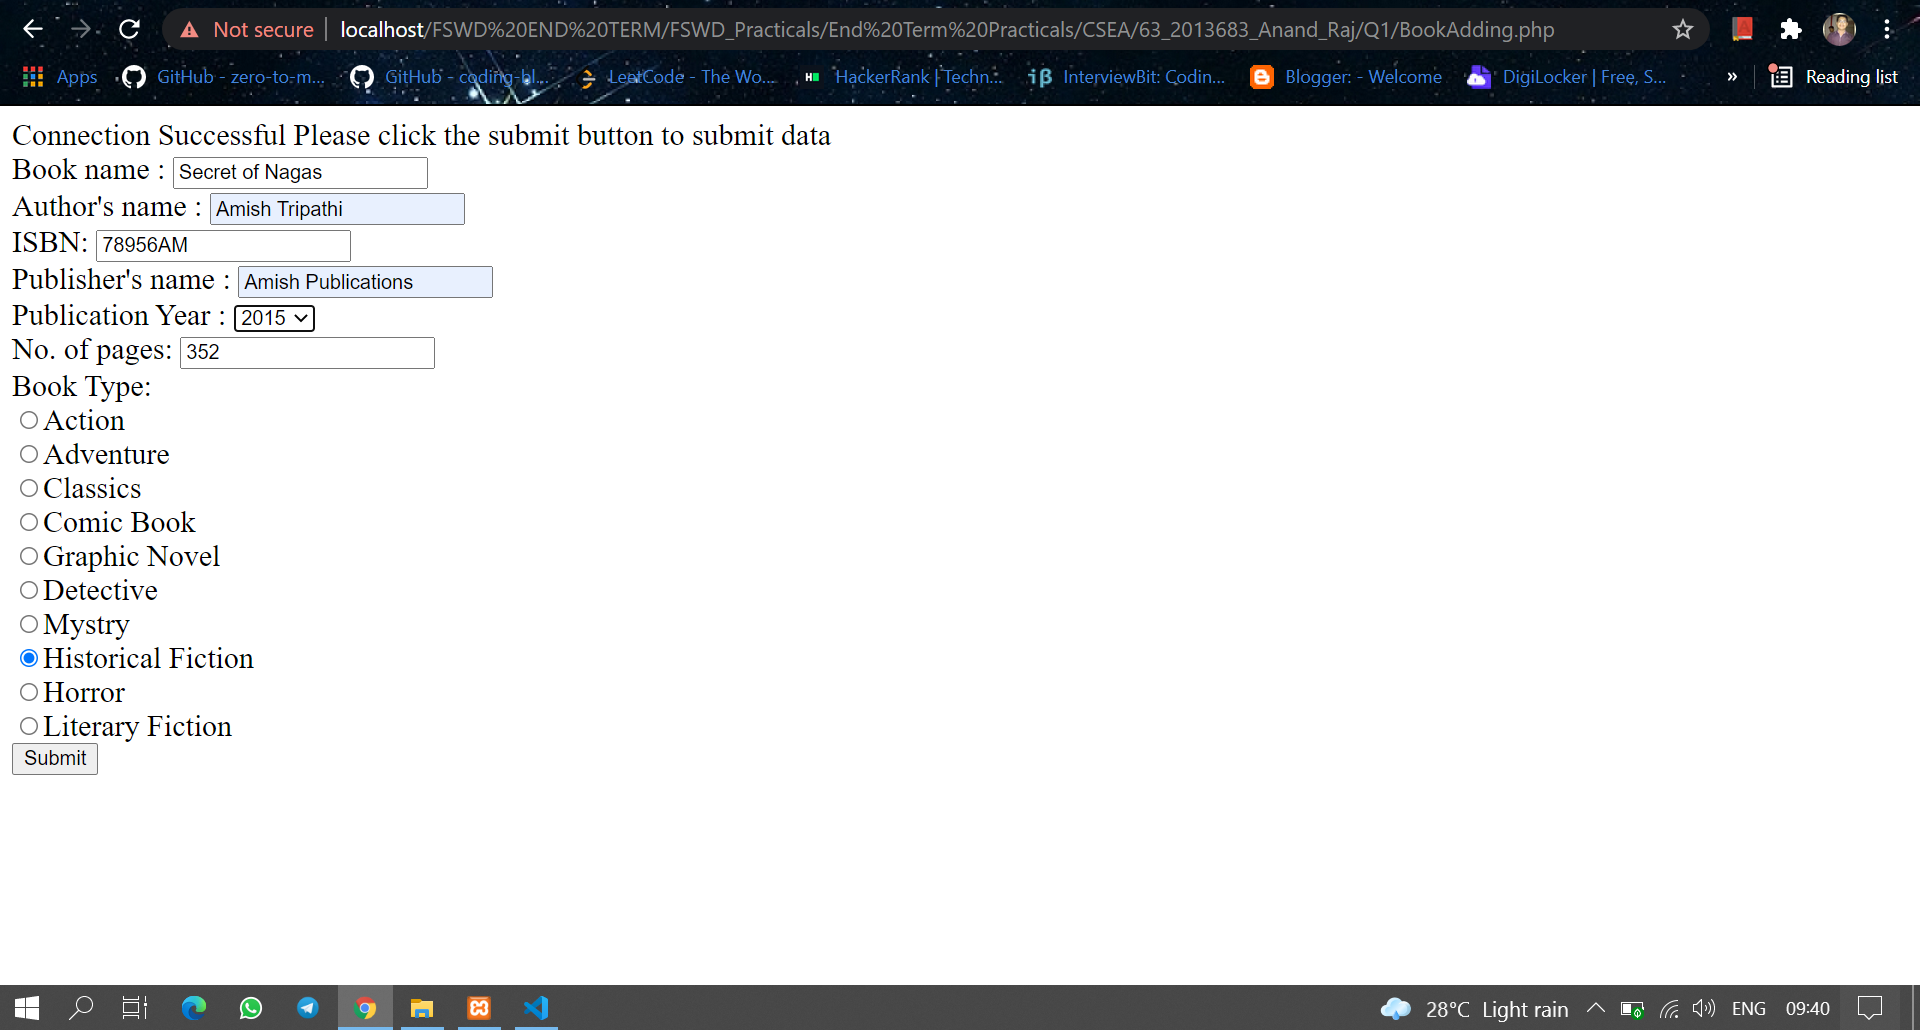 Not secure | localhost/FSWD%20END%20TERM/FSWD_Practicals/End%20Term%20Practicals/CSEA/63_2013683_Anand_Raj/Q1/BookAdding.php
Apps GitHub - zero-to-m... GitHub - coding-bl... LeetCode - The Wo... HackerRank | Techn... InterviewBit: Codin... Blogger: - Welcome DigiLocker | Free, S... » Reading list
Connection Successful Please click the submit button to submit data
Book name : Secret of Nagas
Author's name : Amish Tripathi
ISBN: 78956AM
Publisher's name : Amish Publications
Publication Year : 2015
No. of pages: 352
Book Type:
Action
Adventure
Classics
Comic Book
Graphic Novel
Detective
Mystry
Historical Fiction
Horror
Literary Fiction
Submit
28°C Light rain ENG 09:40